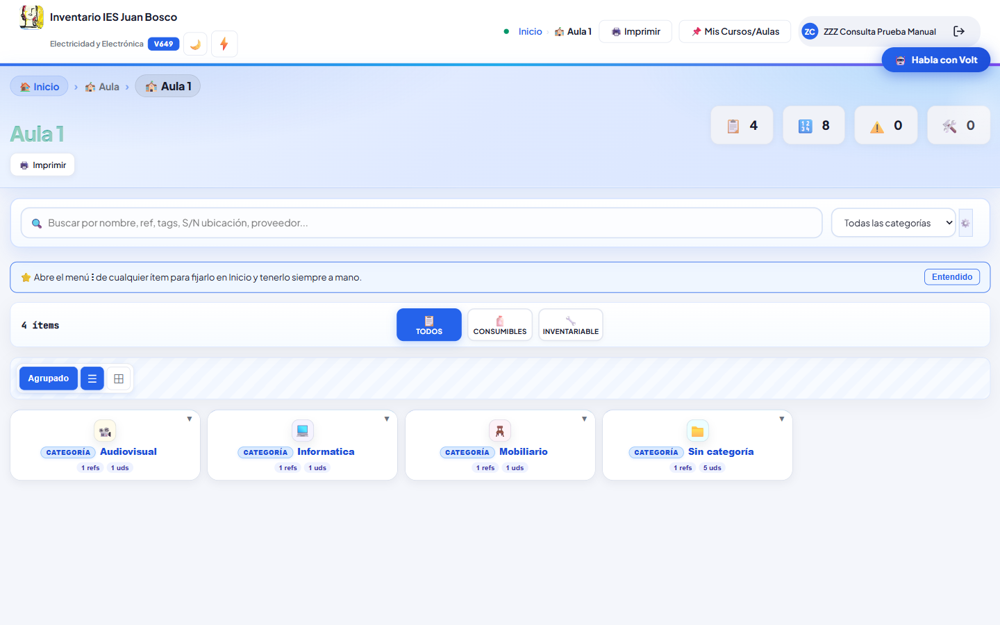 Inventario IES Juan Bosco
Electricidad y Electrónica V649
Inicio › Aula 1 Imprimir Mis Cursos/Aulas ZC ZZZ Consulta Prueba Manual
Habla con Volt
Inicio › Aula › Aula 1
Aula 1
4 8 0 0
Imprimir
Buscar por nombre, ref, tags, S/N ubicación, proveedor... Todas las categorías
Abre el menú ⋮ de cualquier ítem para fijarlo en Inicio y tenerlo siempre a mano. Entendido
4 ítems TODOS CONSUMIBLES INVENTARIABLE
Agrupado
CATEGORÍA Audiovisual
1 refs 1 uds
CATEGORÍA Informatica
1 refs 1 uds
CATEGORÍA Mobiliario
1 refs 1 uds
CATEGORÍA Sin categoría
1 refs 5 uds